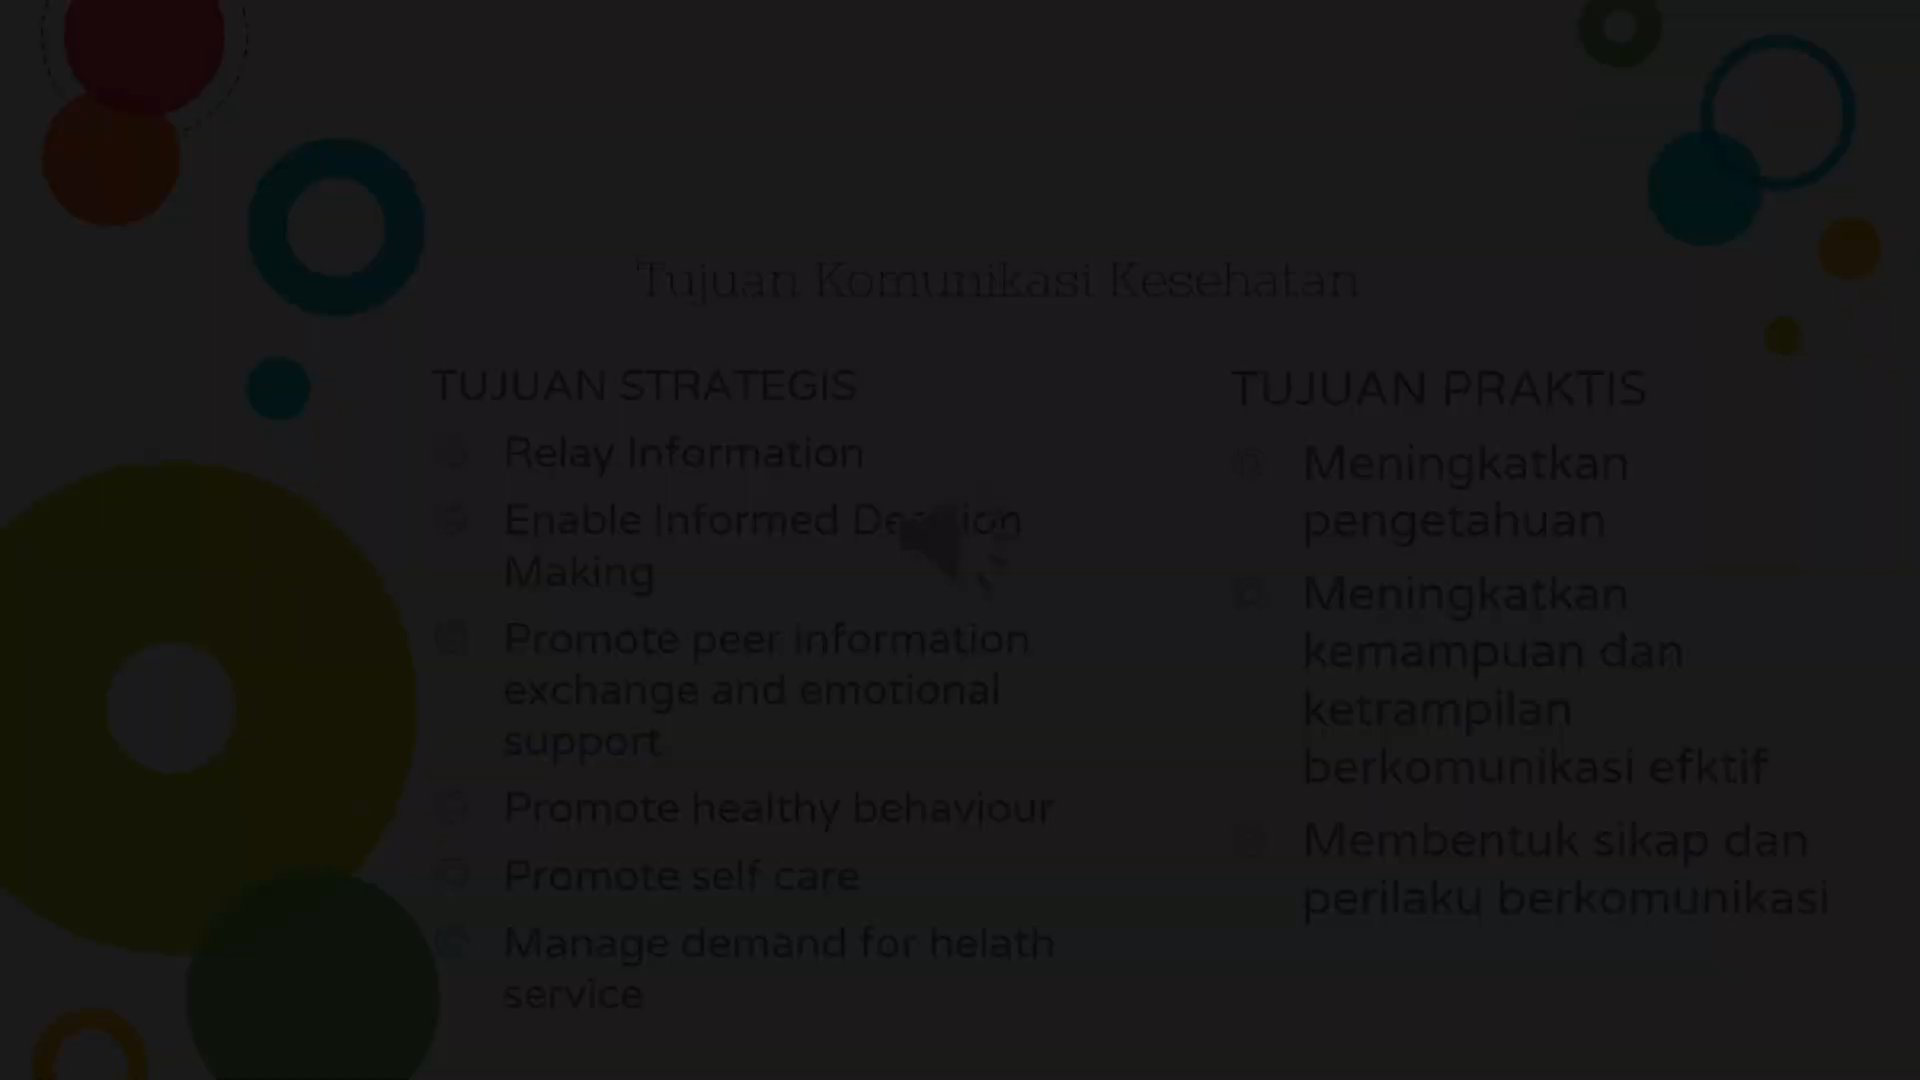 Tujuan Komunikasi Kesehatan
TUJUAN STRATEGIS
Relay Information
Enable Informed
Making
Promote peer information
exchange and emotional
support
Promote healthy behaviour
Promote self care
Manage demand for helath
service
TUJUAN PRAKTIS
Meningkatkan
pengetahuan
Meningkatkan
kemampuan dan
ketrampilan
berkomunikasi efktif
Membentuk sikap dan
perilaku berkomunikasi